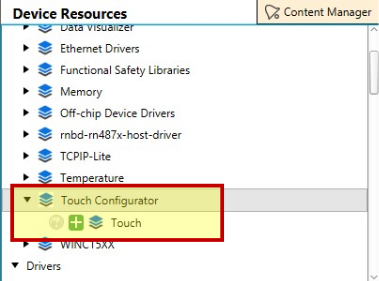 Device Resources
Content Manager
Data Visualizer
Ethernet Drivers
Functional Safety Libraries
Memory
Off-chip Device Drivers
rnbd-rn487x-host-driver
TCPIP-Lite
Temperature
Touch Configurator
Touch
WINC15XX
Drivers